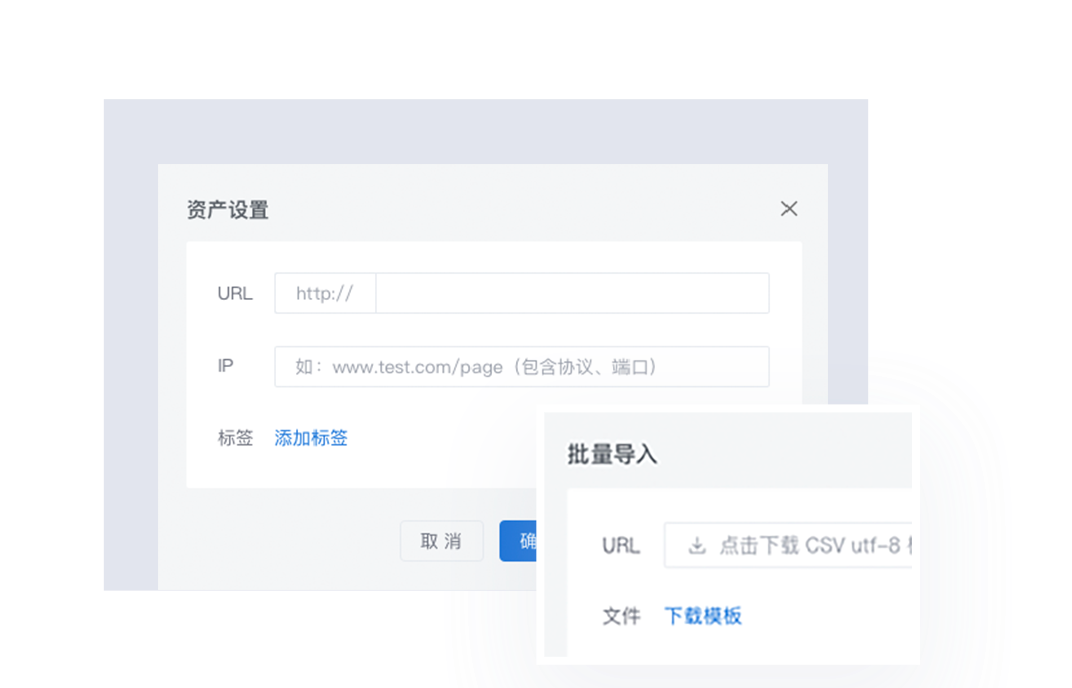 资产设置
URL http://
IP 如：www.test.com/page（包含协议、端口）
标签 添加标签
取 消 确
批量导入
URL 点击下载 CSV utf-8
文件 下载模板